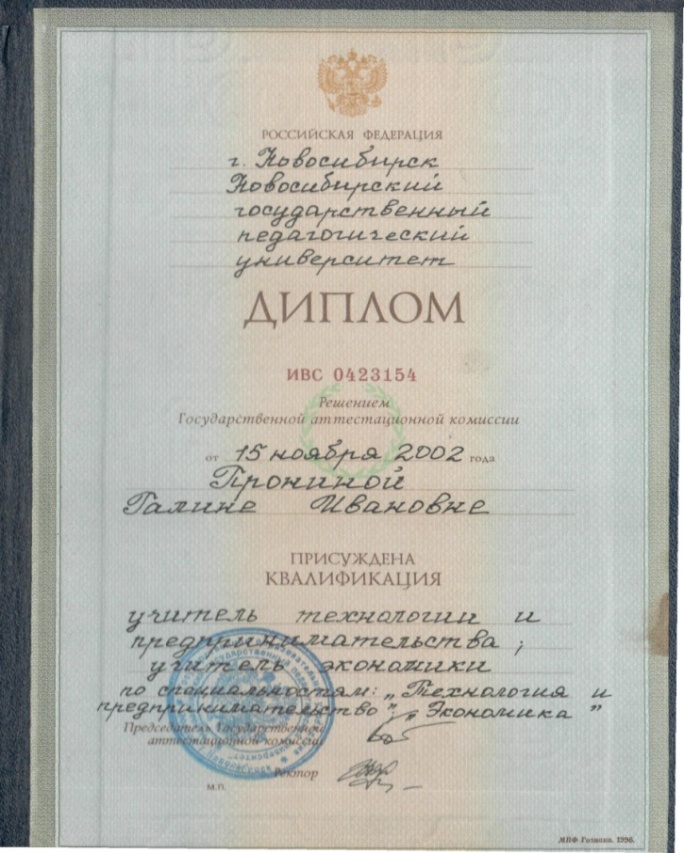 РОССИЙСКАЯ ФЕДЕРАЦИЯ
г. Новосибирск
Новосибирский
государственный
педагогический
университет
ДИПЛОМ
ИВС 0423154
Решением
Государственной аттестационной комиссии
от 15 ноября 2002 года
Прониной
Галине Ивановне
ПРИСУЖДЕНА
КВАЛИФИКАЦИЯ
учитель технологии и
предпринимательства;
учитель экономики
по специальностям: „Технология и
предпринимательство", „Экономика"
Председатель Государственной
аттестационной комиссии
Ректор
М.П.
МПФ Гознака. 1996.